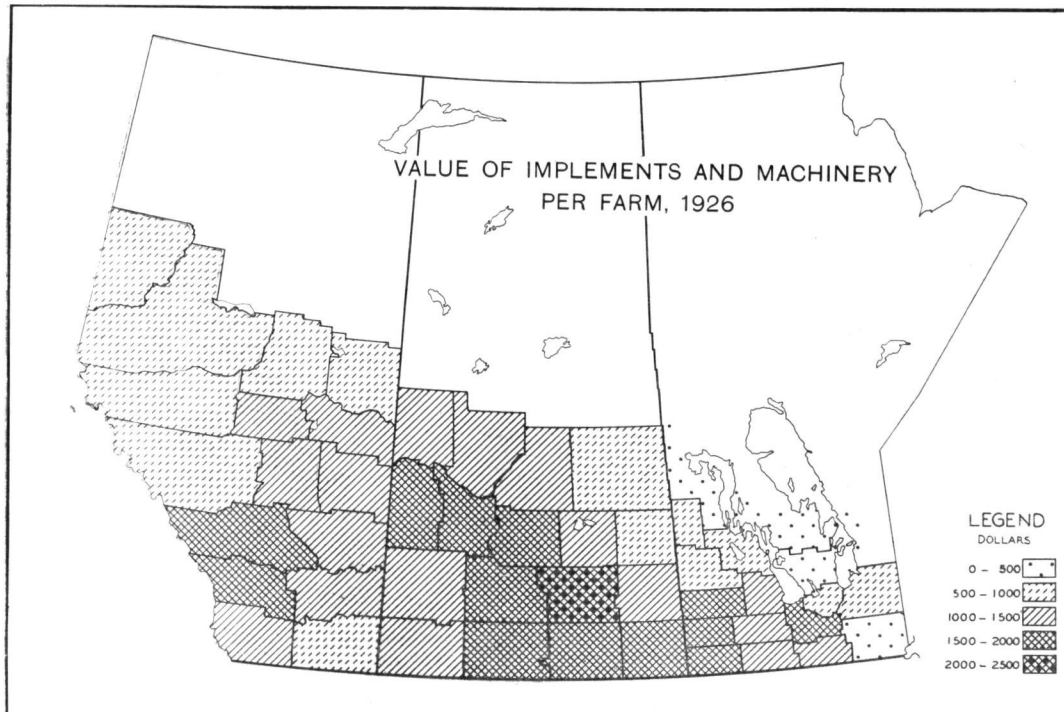 VALUE OF IMPLEMENTS AND MACHINERY
PER FARM, 1926
LEGEND
DOLLARS
0 - 500
500 - 1000
1000 - 1500
1500 - 2000
2000 - 2500